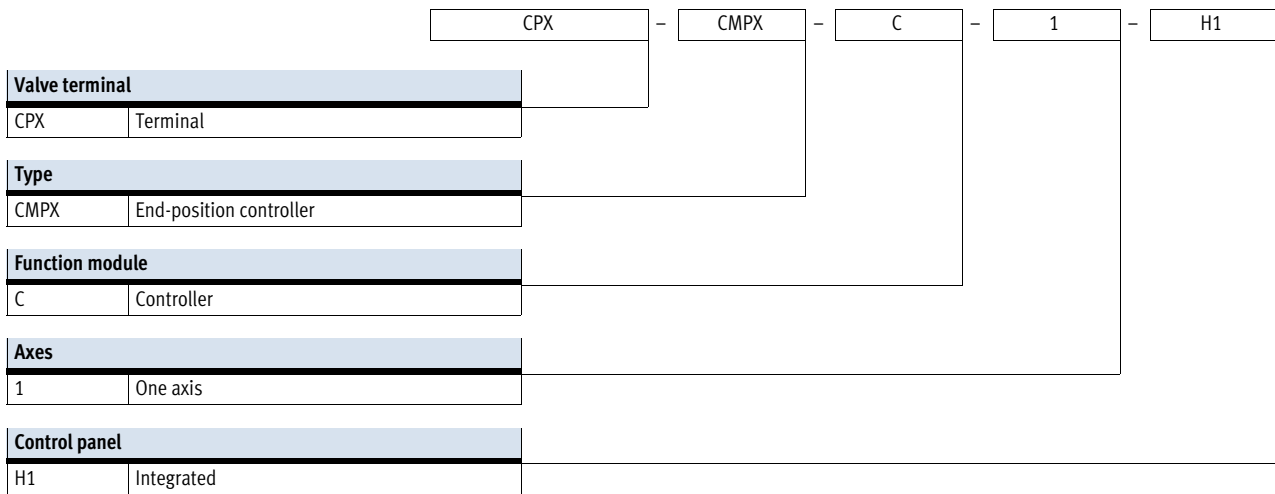 CPX – CMPX – C – 1 – H1
Valve terminal
CPX Terminal
Type
CMPX End-position controller
Function module
C Controller
Axes
1 One axis
Control panel
H1 Integrated